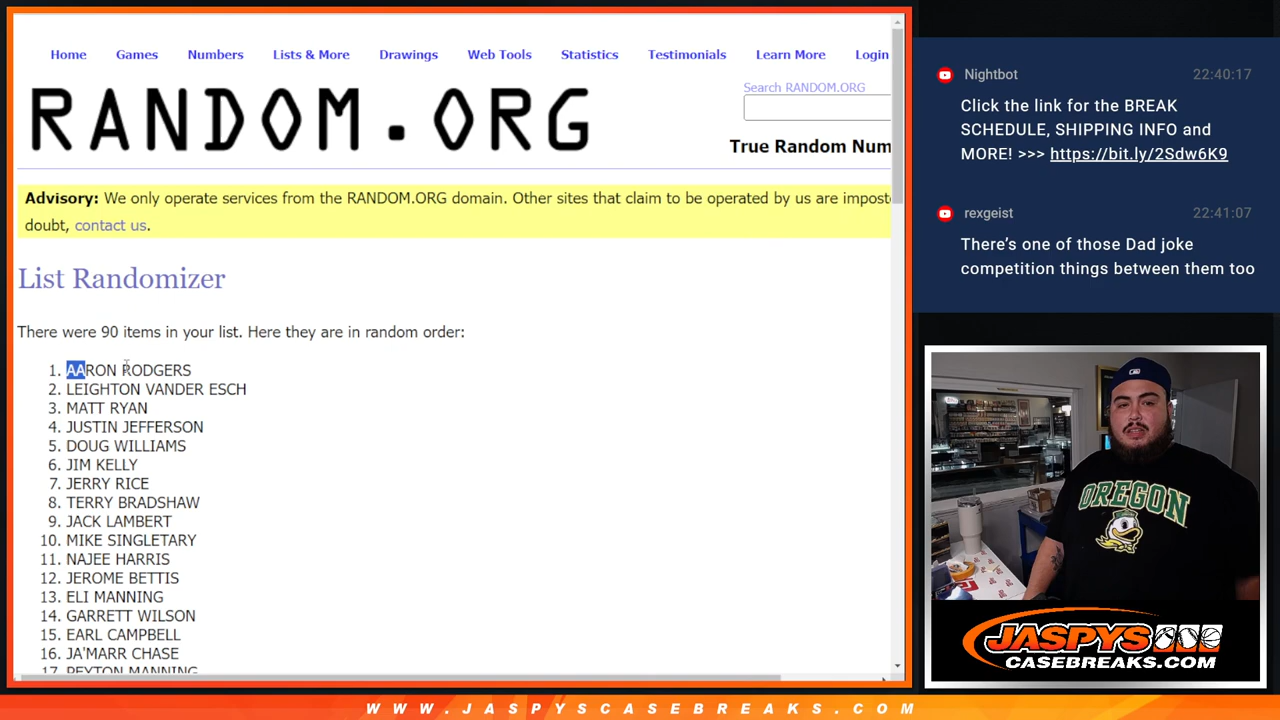 Home Games Numbers Lists & More Drawings Web Tools Statistics Testimonials Learn More Login
RANDOM.ORG
Search RANDOM.ORG
True Random Num
Advisory: We only operate services from the RANDOM.ORG domain. Other sites that claim to be operated by us are impost
doubt, contact us.
List Randomizer
There were 90 items in your list. Here they are in random order:
1. AARON RODGERS
2. LEIGHTON VANDER ESCH
3. MATT RYAN
4. JUSTIN JEFFERSON
5. DOUG WILLIAMS
6. JIM KELLY
7. JERRY RICE
8. TERRY BRADSHAW
9. JACK LAMBERT
10. MIKE SINGLETARY
11. NAJEE HARRIS
12. JEROME BETTIS
13. ELI MANNING
14. GARRETT WILSON
15. EARL CAMPBELL
16. JA'MARR CHASE
17. PEYTON MANNING
Nightbot 22:40:17
Click the link for the BREAK
SCHEDULE, SHIPPING INFO and
MORE! >>> https://bit.ly/2Sdw6K9
rexgeist 22:41:07
There's one of those Dad joke
competition things between them too
OREGON
JASPYS
CASEBREAKS.COM
WWW.JASPYSCASEBREAKS.COM